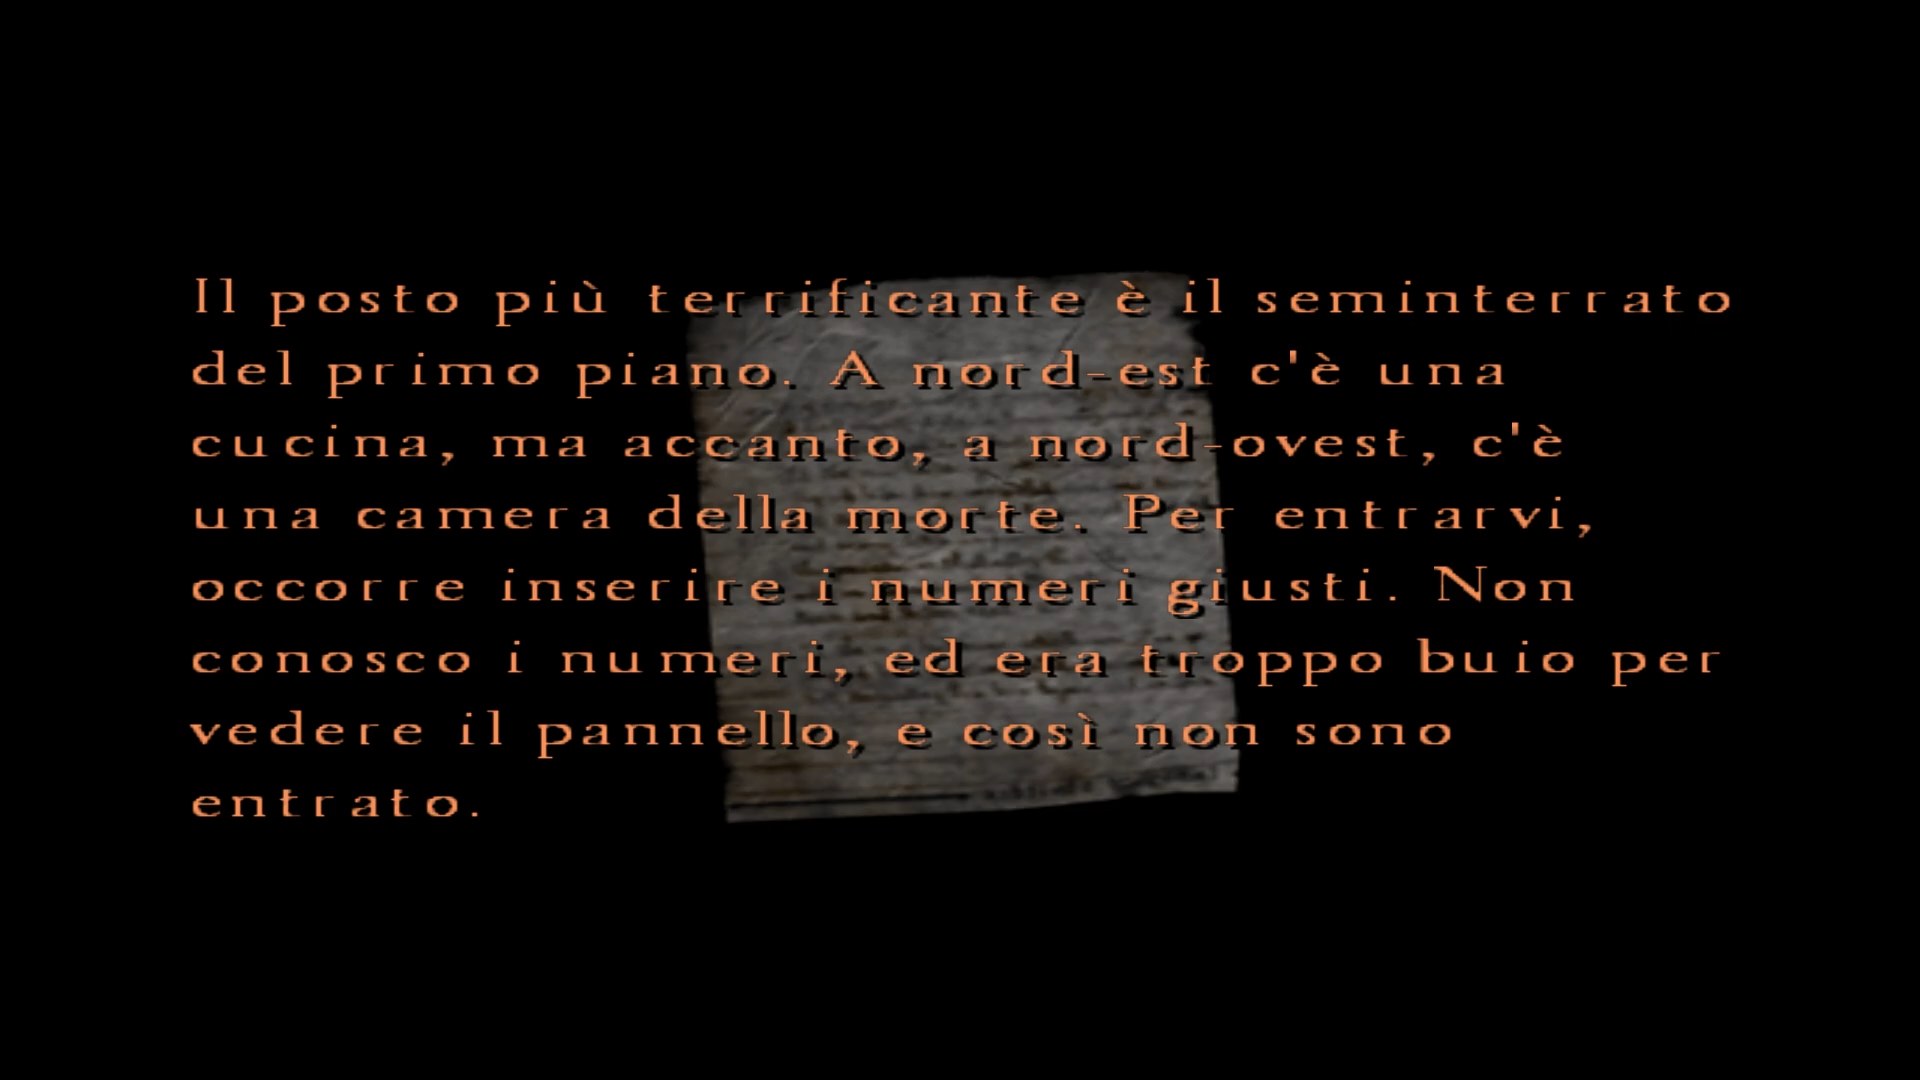 Il posto più terrificante è il seminterrato
del primo piano. A nord-est c'è una
cucina, ma accanto, a nord-ovest, c'è
una camera della morte. Per entrarvi,
occorre inserire i numeri giusti. Non
conosco i numeri, ed era troppo buio per
vedere il pannello, e così non sono
entrato.